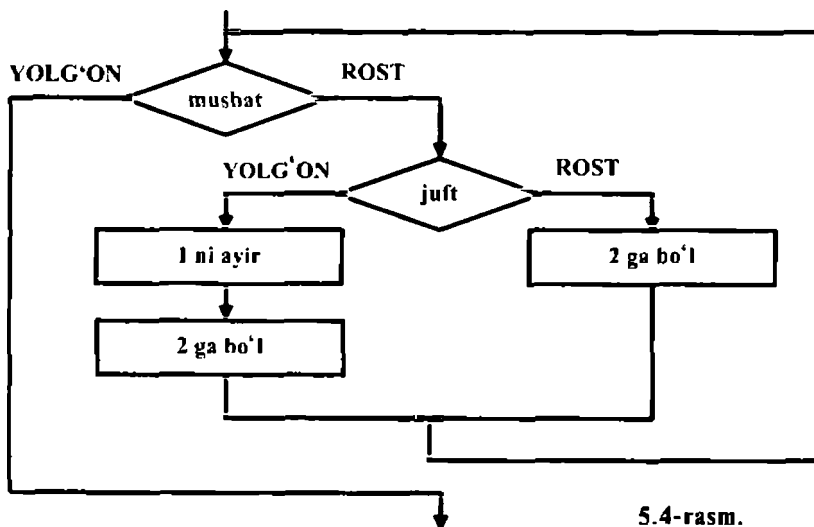 YOLG‘ON
ROST
musbat
YOLG‘ON
ROST
juft
1 ni ayir
2 ga bo‘l
2 ga bo‘l
5.4-rasm.